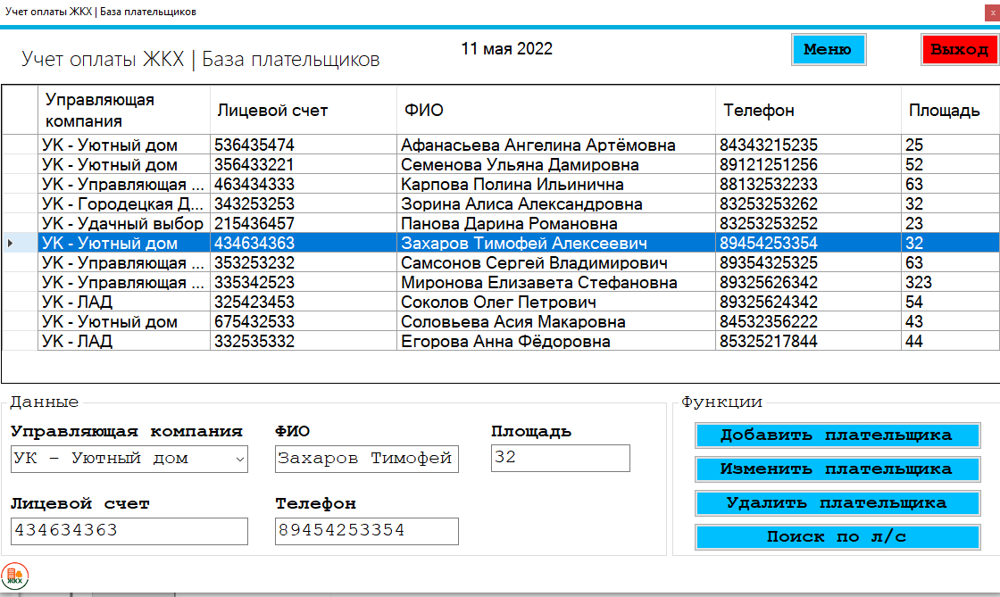 Учет оплаты ЖКХ | База плательщиков
x
Учет оплаты ЖКХ | База плательщиков
11 мая 2022
Меню
Выход
Управляющая компания Лицевой счет ФИО Телефон Площадь
УК - Уютный дом 536435474 Афанасьева Ангелина Артёмовна 84343215235 25
УК - Уютный дом 356433221 Семенова Ульяна Дамировна 89121251256 52
УК - Управляющая ... 463434333 Карпова Полина Ильинична 88132532233 63
УК - Городецкая Д... 343253253 Зорина Алиса Александровна 83253253262 32
УК - Удачный выбор 215436457 Панова Дарина Романовна 83253253252 23
УК - Уютный дом 434634363 Захаров Тимофей Алексеевич 89454253354 32
УК - Управляющая ... 353253232 Самсонов Сергей Владимирович 89354325325 63
УК - Управляющая ... 335342523 Миронова Елизавета Стефановна 89325626342 323
УК - ЛАД 325423453 Соколов Олег Петрович 89325624342 54
УК - Уютный дом 675432533 Соловьева Асия Макаровна 84532356222 43
УК - ЛАД 332535332 Егорова Анна Фёдоровна 85325217844 44
Данные
Управляющая компания ФИО Площадь
УК - Уютный дом Захаров Тимофей 32
Лицевой счет Телефон
434634363 89454253354
Функции
Добавить плательщика
Изменить плательщика
Удалить плательщика
Поиск по л/с
ЖКХ